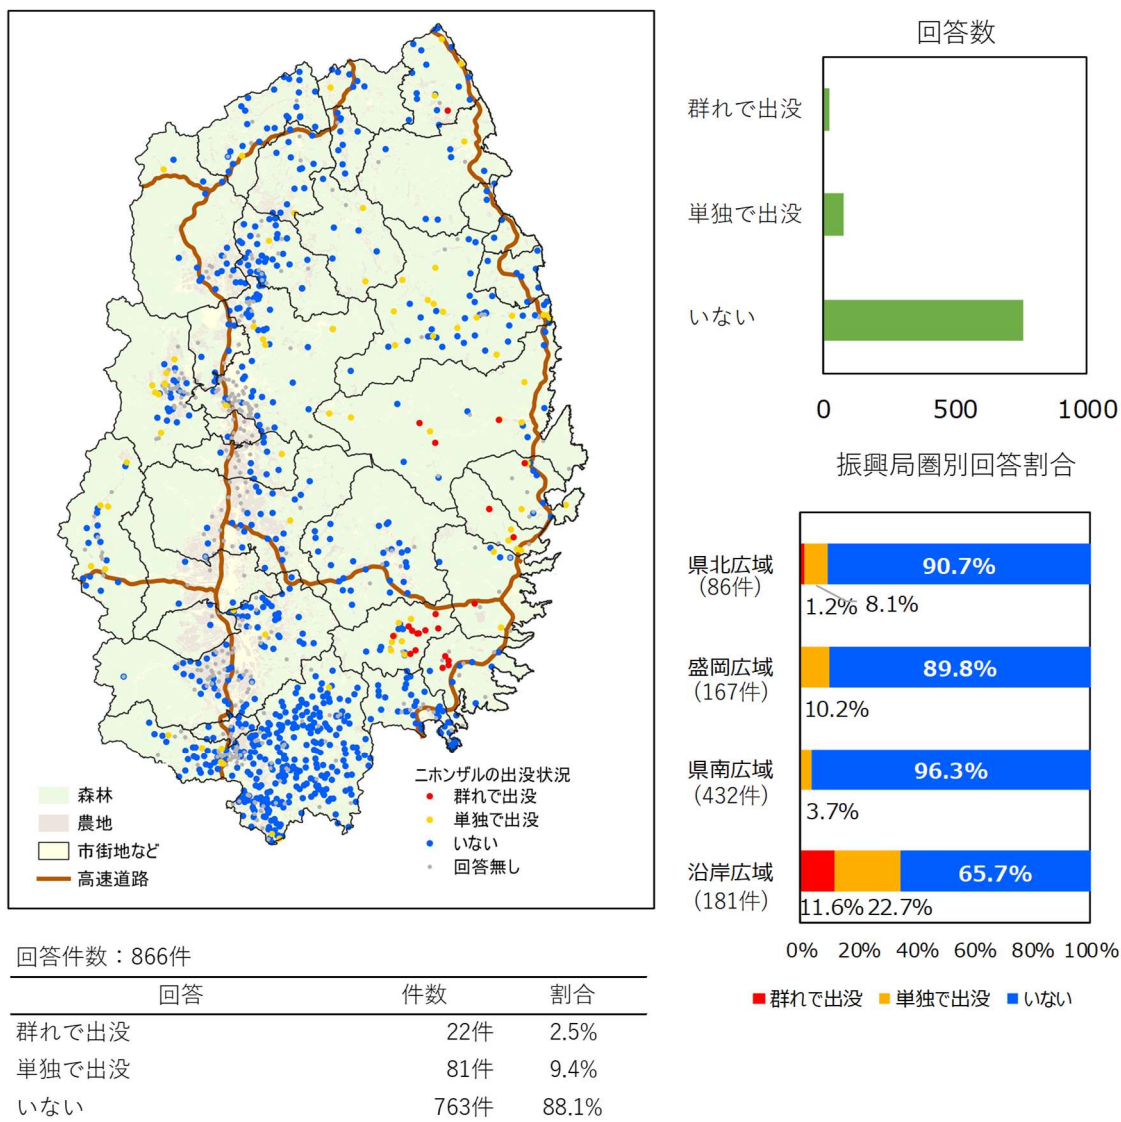 森林
農地
市街地など
高速道路
ニホンザルの出没状況
群れで出没
単独で出没
いない
回答無し
回答件数：866件
回答 件数 割合
群れで出没 22件 2.5%
単独で出没 81件 9.4%
いない 763件 88.1%
回答数
群れで出没
単独で出没
いない
0 500 1000
振興局圏別回答割合
県北広域
(86件)
90.7%
1.2% 8.1%
盛岡広域
(167件)
89.8%
10.2%
県南広域
(432件)
96.3%
3.7%
沿岸広域
(181件)
65.7%
11.6% 22.7%
0% 20% 40% 60% 80% 100%
群れで出没 単独で出没 いない